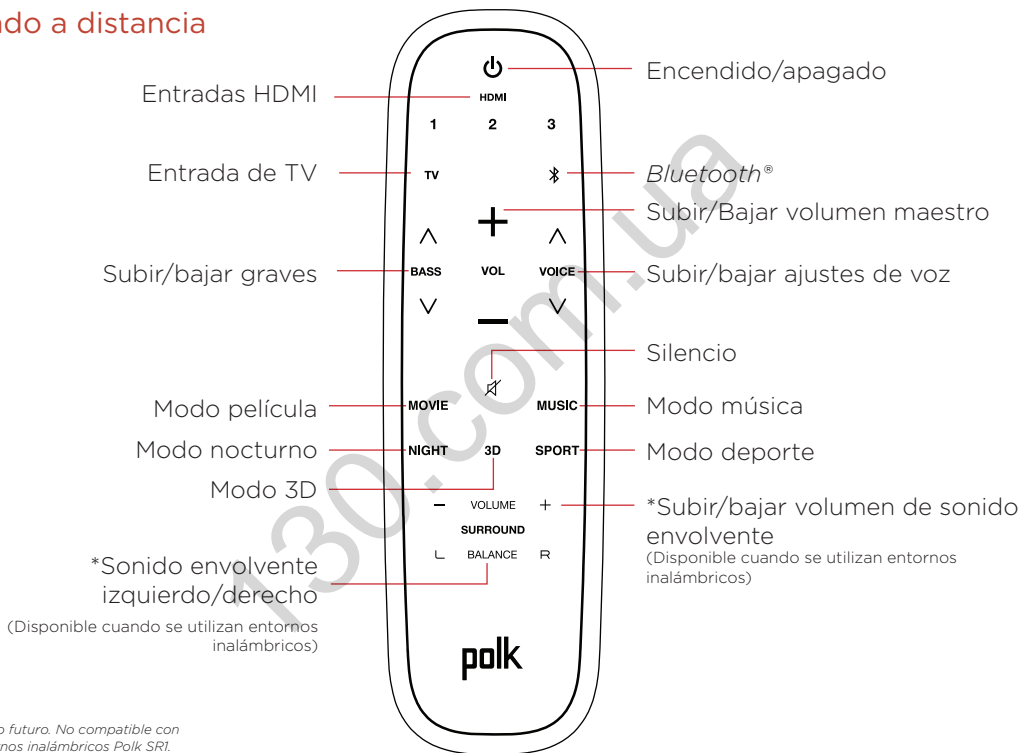 ndo a distancia
Encendido/apagado
Entradas HDMI
HDMI
1 2 3
Entrada de TV
TV
Bluetooth®
Subir/Bajar volumen maestro
Subir/bajar graves
BASS VOL VOICE
Subir/bajar ajustes de voz
Silencio
Modo película
MOVIE MUSIC
Modo música
Modo nocturno
NIGHT 3D SPORT
Modo deporte
Modo 3D
− VOLUME +
*Subir/bajar volumen de sonido
envolvente
(Disponible cuando se utilizan entornos
inalámbricos)
SURROUND
L BALANCE R
*Sonido envolvente
izquierdo/derecho
(Disponible cuando se utilizan entornos
inalámbricos)
polk
o futuro. No compatible con
rnos inalámbricos Polk SR1.
130.com.ua